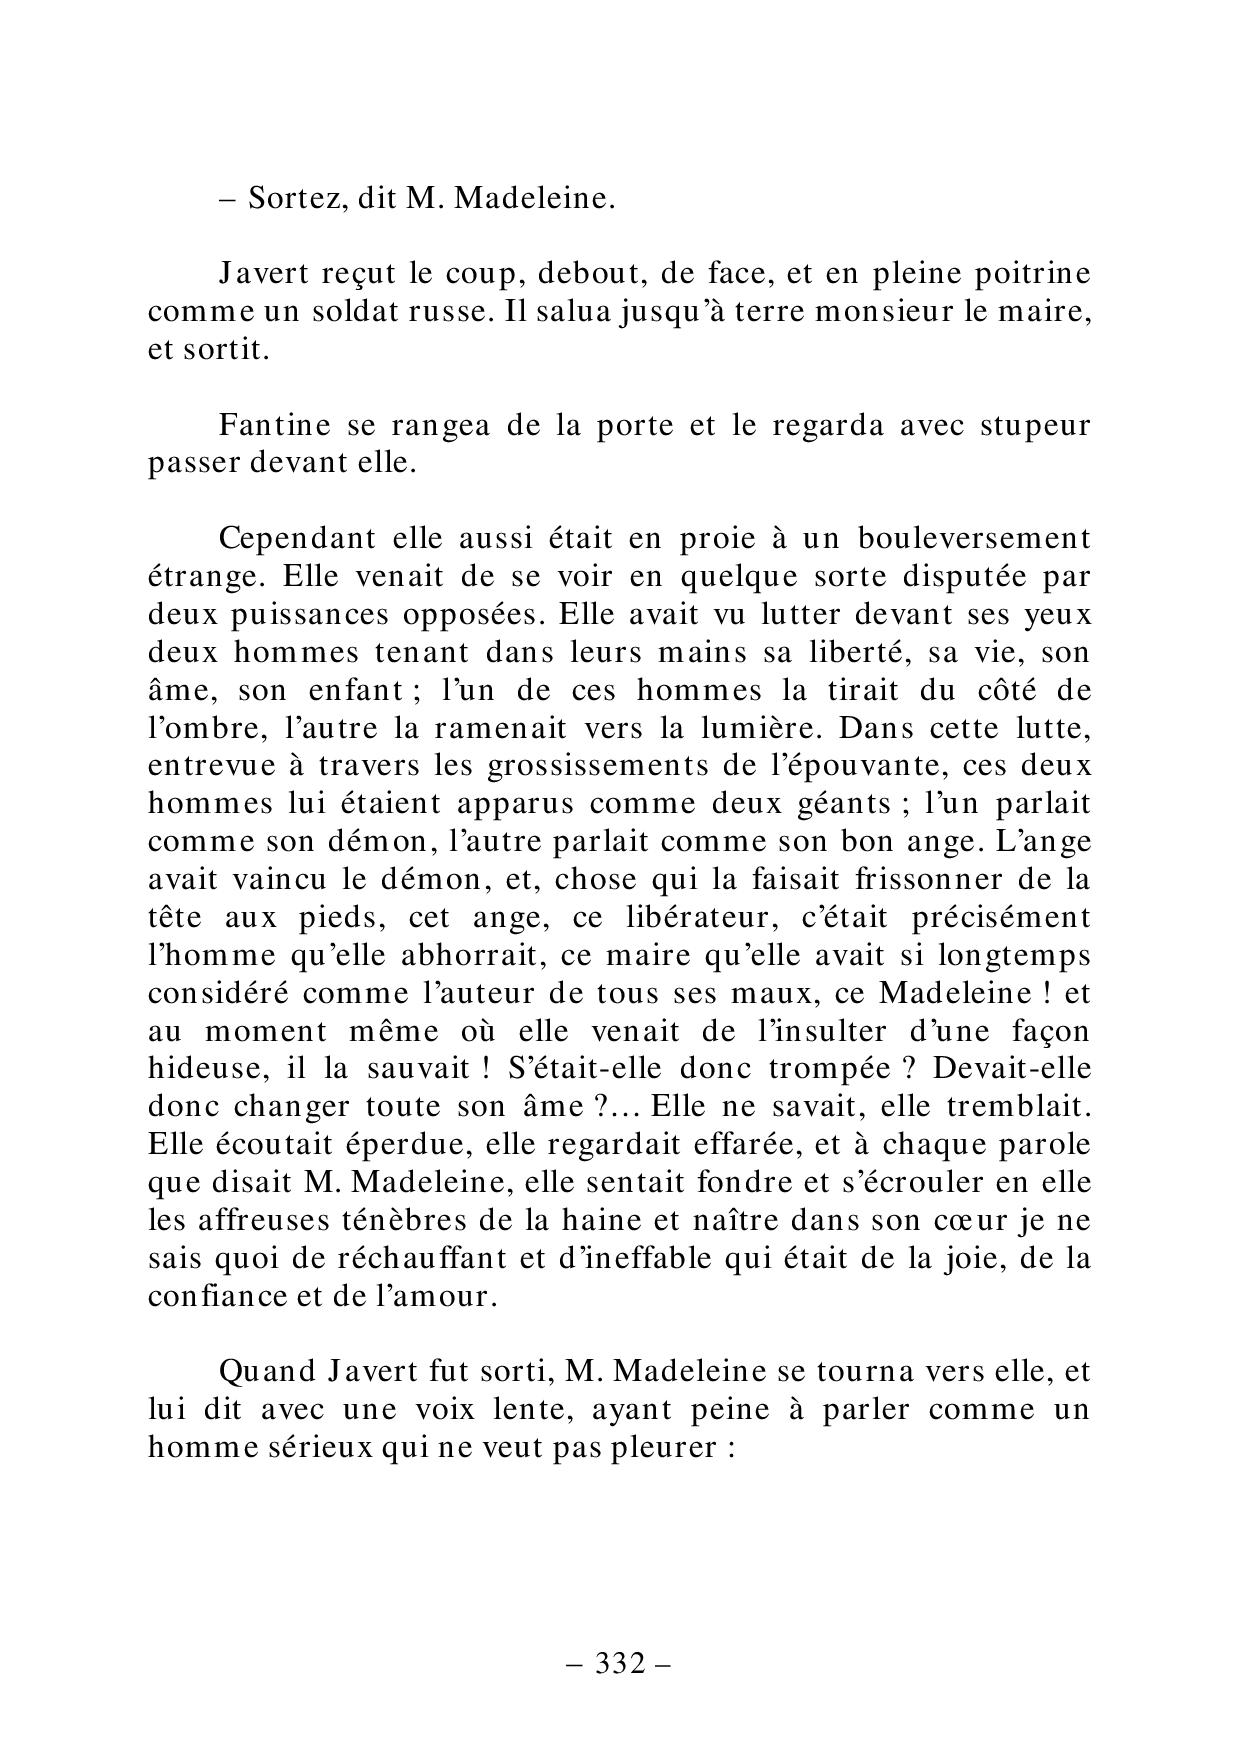 – Sortez, dit M. Madeleine.
Javert reçut le coup, debout, de face, et en pleine poitrine
comme un soldat russe. Il salua jusqu’à terre monsieur le maire,
et sortit.
Fantine se rangea de la porte et le regarda avec stupeur
passer devant elle.
Cependant elle aussi était en proie à un bouleversement
étrange. Elle venait de se voir en quelque sorte disputée par
deux puissances opposées. Elle avait vu lutter devant ses yeux
deux hommes tenant dans leurs mains sa liberté, sa vie, son
âme, son enfant ; l’un de ces hommes la tirait du côté de
l’ombre, l’autre la ramenait vers la lumière. Dans cette lutte,
entrevue à travers les grossissements de l’épouvante, ces deux
hommes lui étaient apparus comme deux géants ; l’un parlait
comme son démon, l’autre parlait comme son bon ange. L’ange
avait vaincu le démon, et, chose qui la faisait frissonner de la
tête aux pieds, cet ange, ce libérateur, c’était précisément
l’homme qu’elle abhorrait, ce maire qu’elle avait si longtemps
considéré comme l’auteur de tous ses maux, ce Madeleine ! et
au moment même où elle venait de l’insulter d’une façon
hideuse, il la sauvait ! S’était-elle donc trompée ? Devait-elle
donc changer toute son âme ?… Elle ne savait, elle tremblait.
Elle écoutait éperdue, elle regardait effarée, et à chaque parole
que disait M. Madeleine, elle sentait fondre et s’écrouler en elle
les affreuses ténèbres de la haine et naître dans son cœur je ne
sais quoi de réchauffant et d’ineffable qui était de la joie, de la
confiance et de l’amour.
Quand Javert fut sorti, M. Madeleine se tourna vers elle, et
lui dit avec une voix lente, ayant peine à parler comme un
homme sérieux qui ne veut pas pleurer :
– 332 –